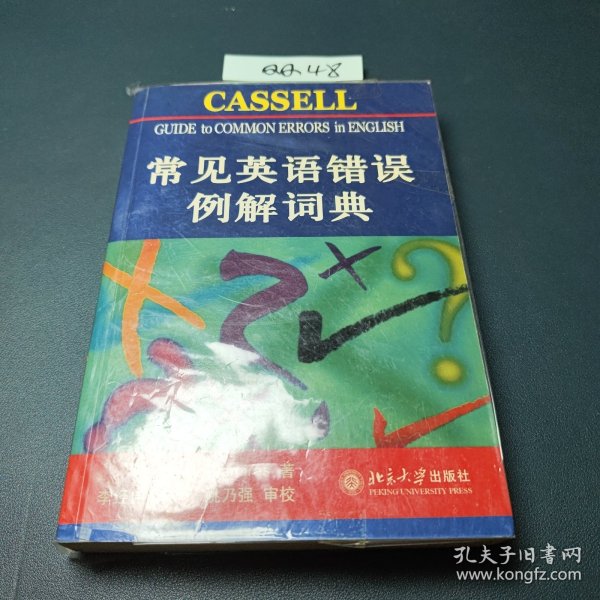 CASSELL
GUIDE to COMMON ERRORS in ENGLISH
常见英语错误
例解词典
著
乃强 审校
北京大学出版社
PEKING UNIVERSITY PRESS
孔夫子旧书网
www.kongfz.com